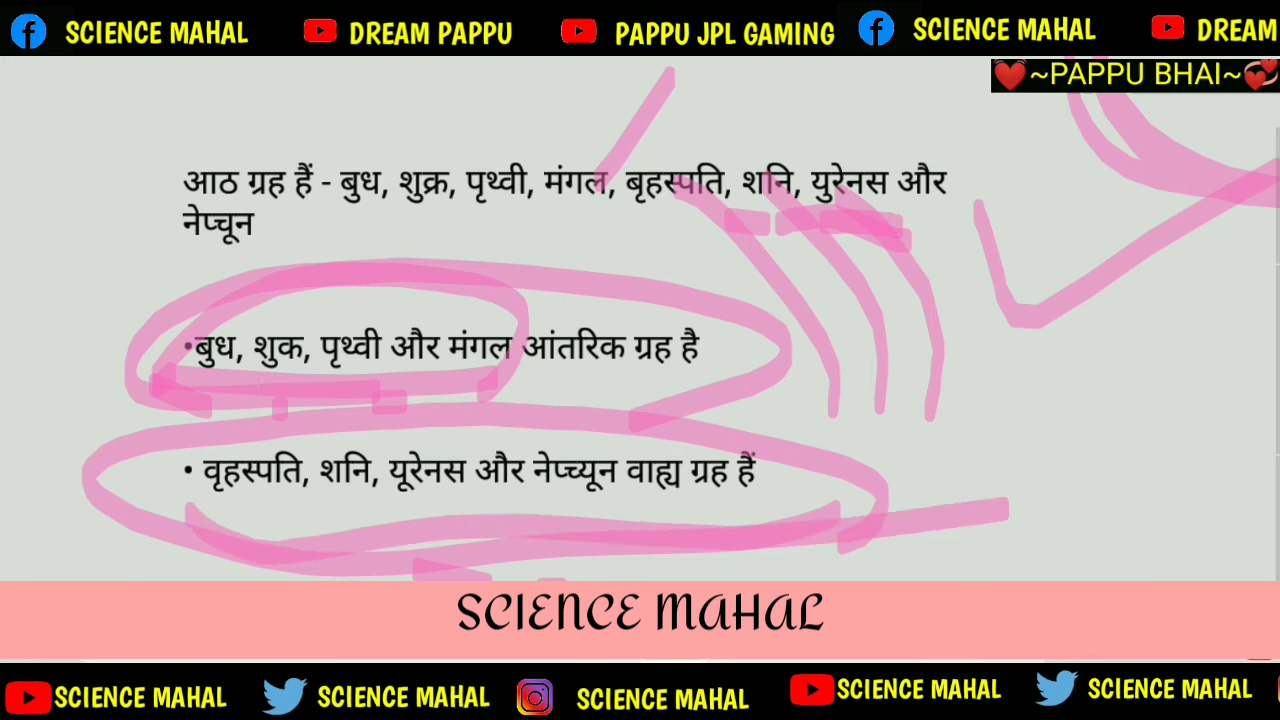 SCIENCE MAHAL DREAM PAPPU PAPPU JPL GAMING SCIENCE MAHAL DREAM
~PAPPU BHAI~
आठ ग्रह हैं - बुध, शुक्र, पृथ्वी, मंगल, बृहस्पति, शनि, युरेनस और
नेप्चून
•बुध, शुक, पृथ्वी और मंगल आंतरिक ग्रह है
• वृहस्पति, शनि, यूरेनस और नेप्च्यून वाह्य ग्रह हैं
SCIENCE MAHAL
SCIENCE MAHAL SCIENCE MAHAL SCIENCE MAHAL SCIENCE MAHAL SCIENCE MAHAL